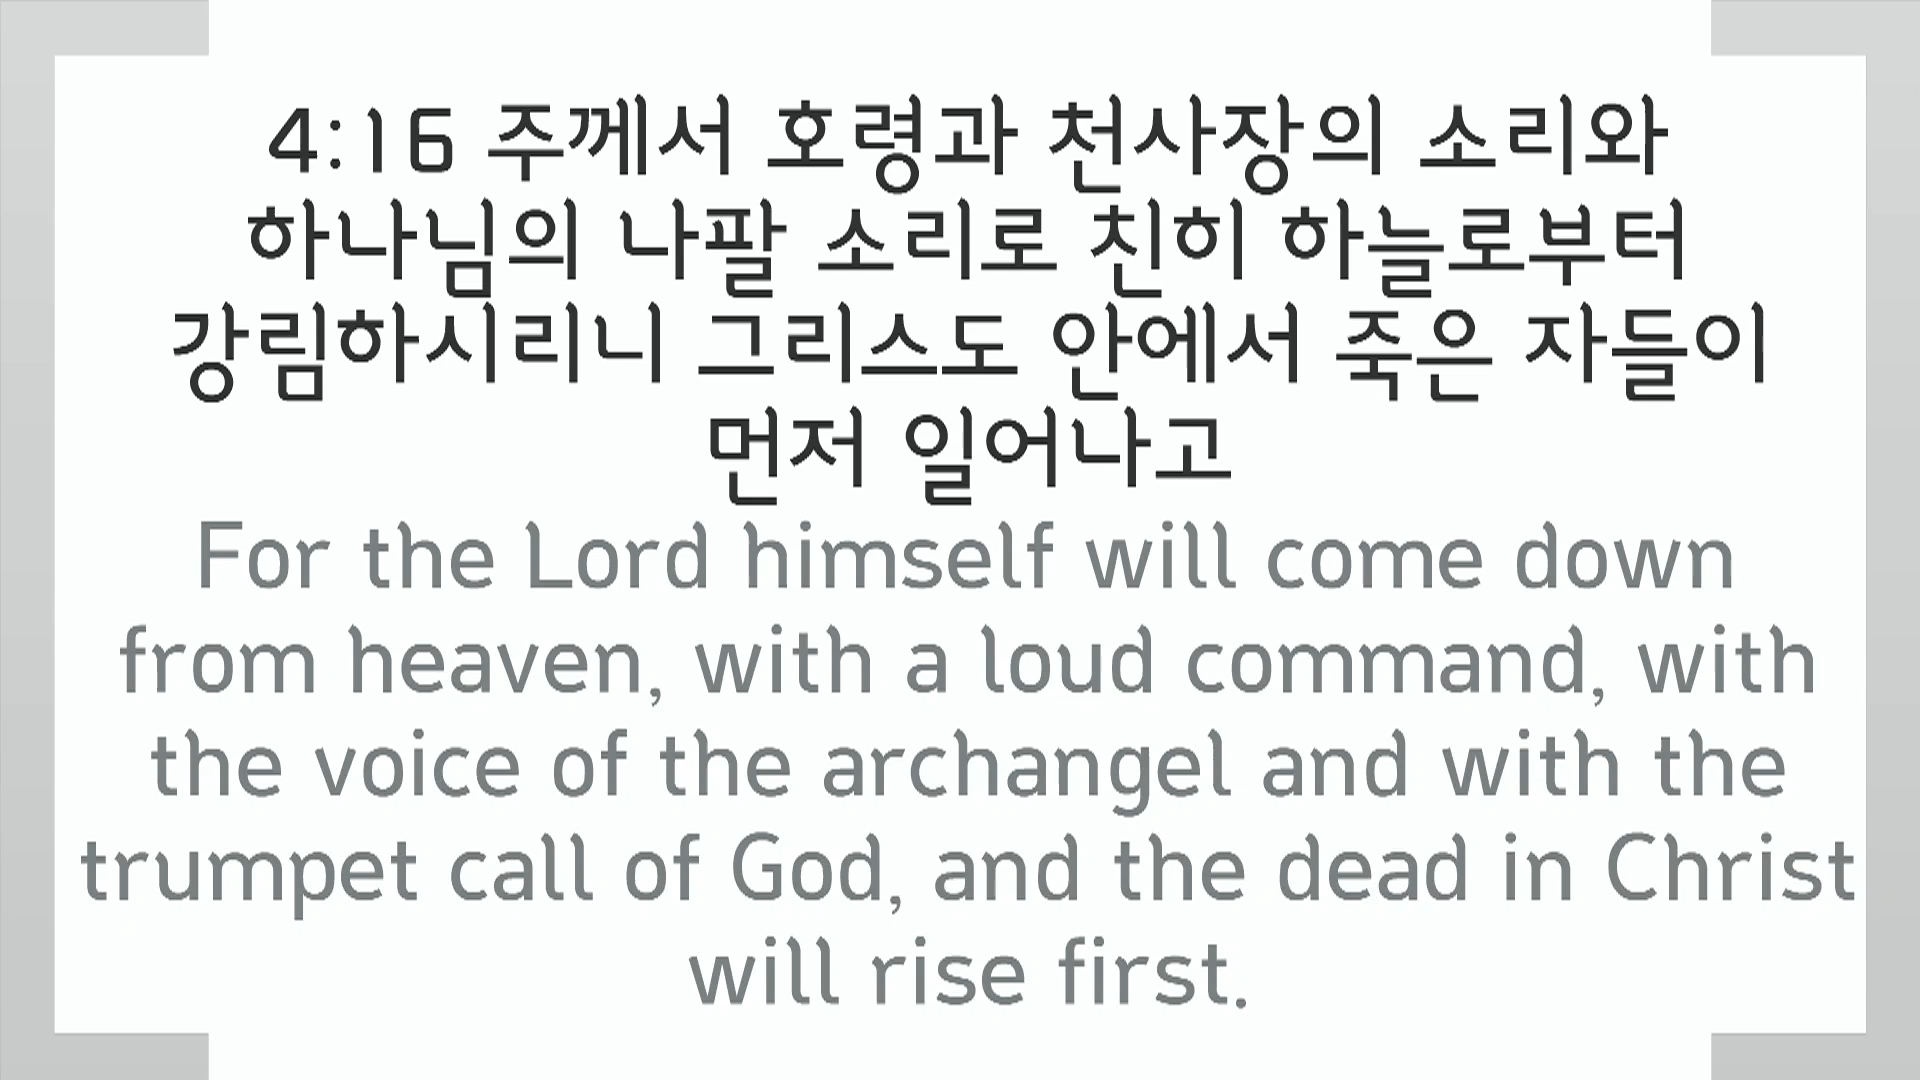 4:16 주께서 호령과 천사장의 소리와
하나님의 나팔 소리로 친히 하늘로부터
강림하시리니 그리스도 안에서 죽은 자들이
먼저 일어나고
For the Lord himself will come down
from heaven, with a loud command, with
the voice of the archangel and with the
trumpet call of God, and the dead in Christ
will rise first.